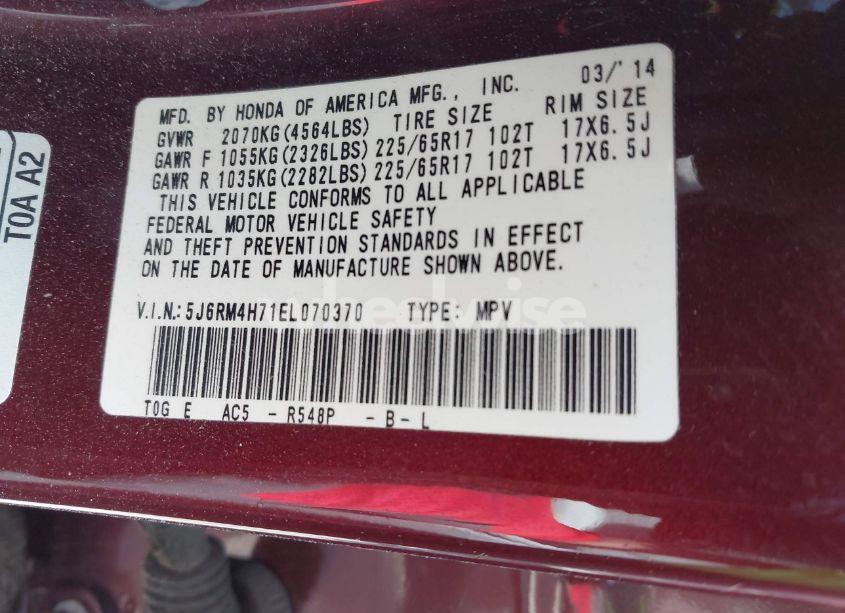 MFD. BY HONDA OF AMERICA MFG., INC. 03/'14
GVWR 2070KG(4564LBS) TIRE SIZE RIM SIZE
GAWR F 1055KG(2326LBS) 225/65R17 102T 17X6.5J
GAWR R 1035KG(2282LBS) 225/65R17 102T 17X6.5J
THIS VEHICLE CONFORMS TO ALL APPLICABLE
FEDERAL MOTOR VEHICLE SAFETY
AND THEFT PREVENTION STANDARDS IN EFFECT
ON THE DATE OF MANUFACTURE SHOWN ABOVE.
V.I.N.:5J6RM4H71EL070370 TYPE: MPV
T0G E AC5 - R548P - B - L
T0A A2